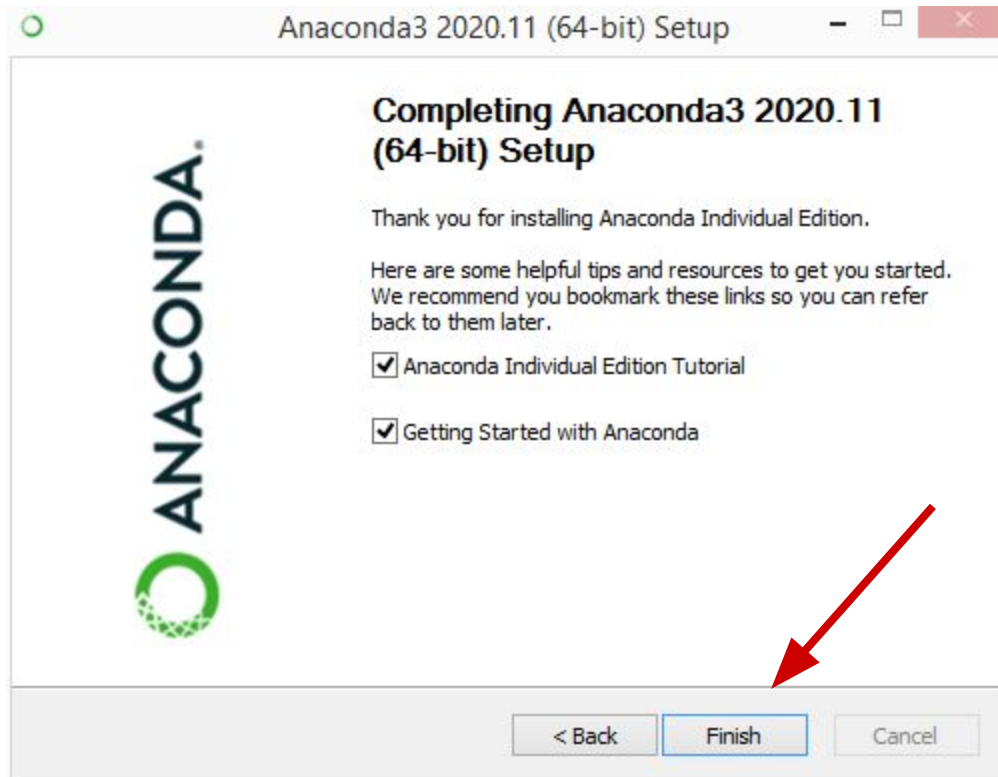 Anaconda3 2020.11 (64-bit) Setup
Completing Anaconda3 2020.11
(64-bit) Setup
Thank you for installing Anaconda Individual Edition.
Here are some helpful tips and resources to get you started.
We recommend you bookmark these links so you can refer
back to them later.
Anaconda Individual Edition Tutorial
Getting Started with Anaconda
ANACONDA.
< Back
Finish
Cancel